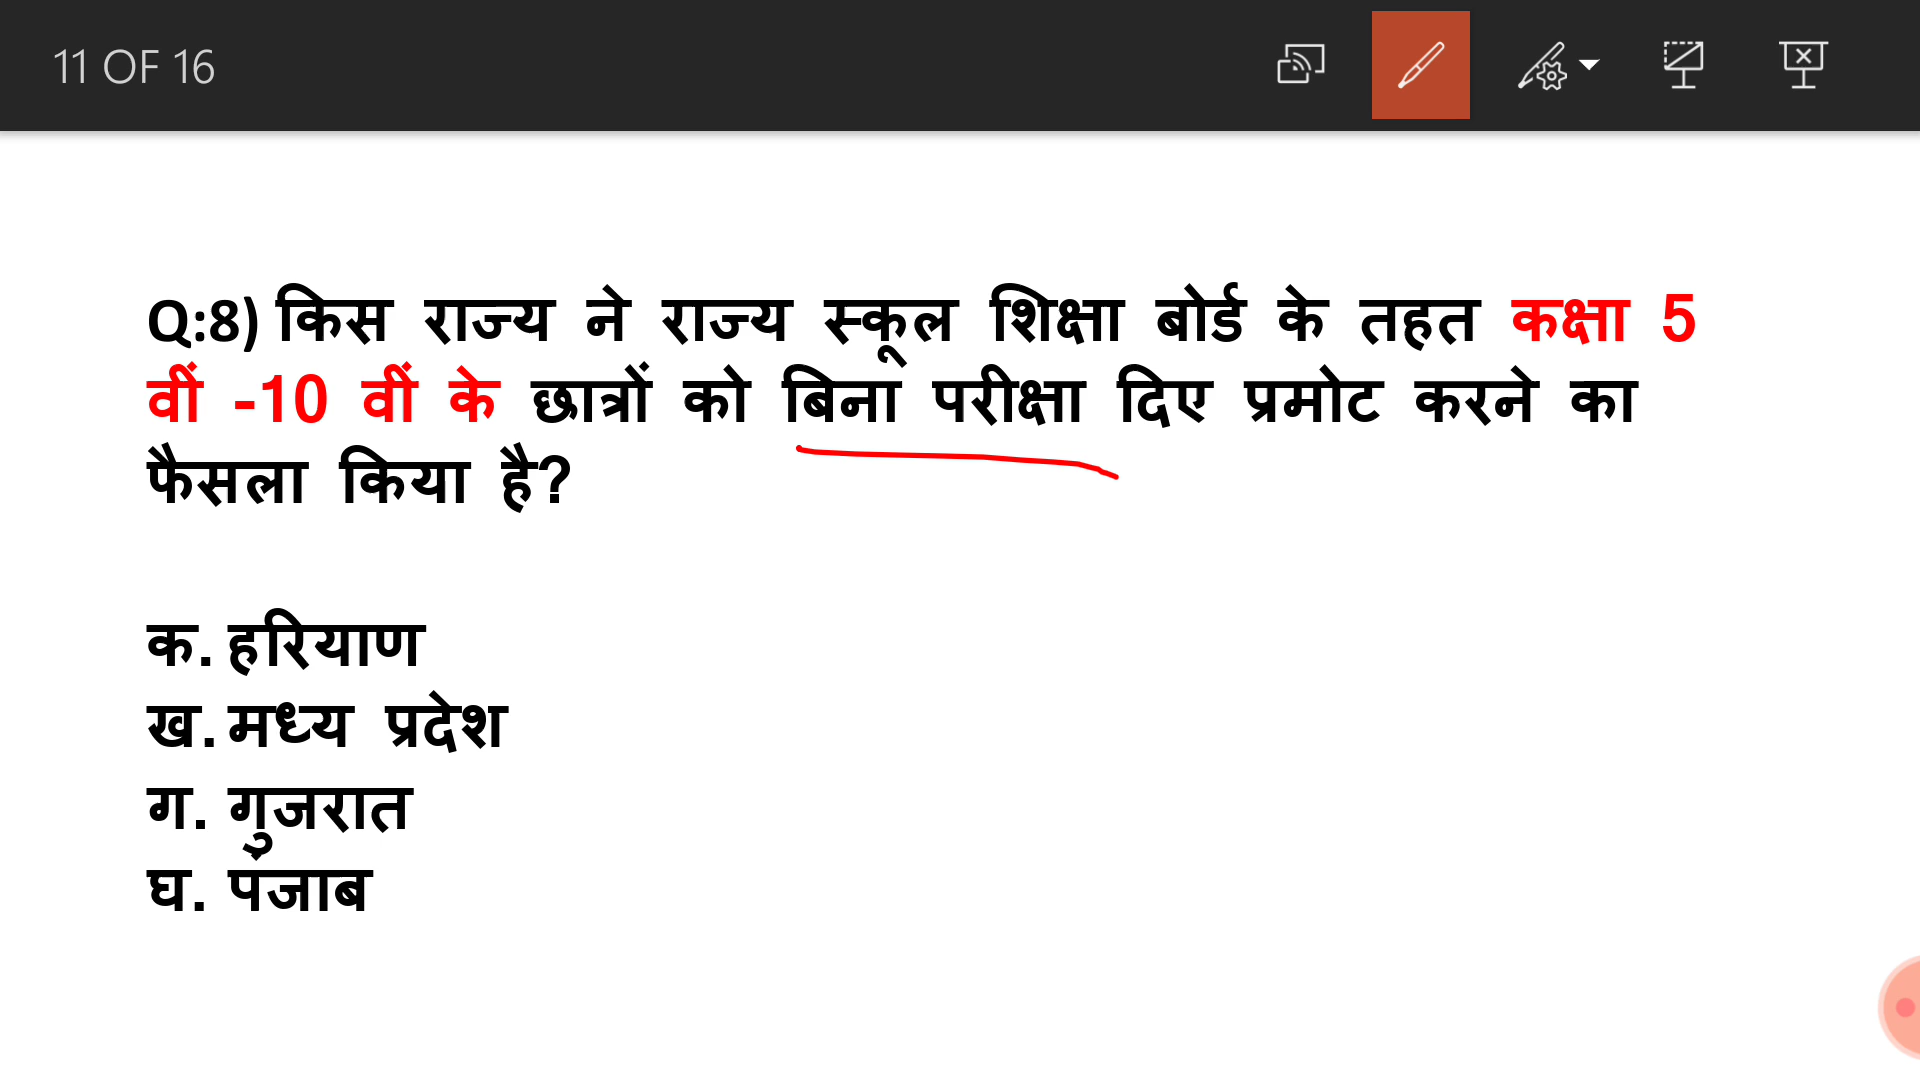 11 OF 16
Q:8) किस राज्य ने राज्य स्कूल शिक्षा बोर्ड के तहत कक्षा 5
वीं -10 वीं के छात्रों को बिना परीक्षा दिए प्रमोट करने का
फैसला किया है?
क. हरियाण
ख. मध्य प्रदेश
ग. गुजरात
घ. पंजाब